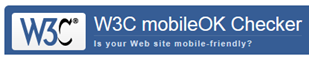 W3C® W3C mobileOK Checker
Is your Web site mobile-friendly?